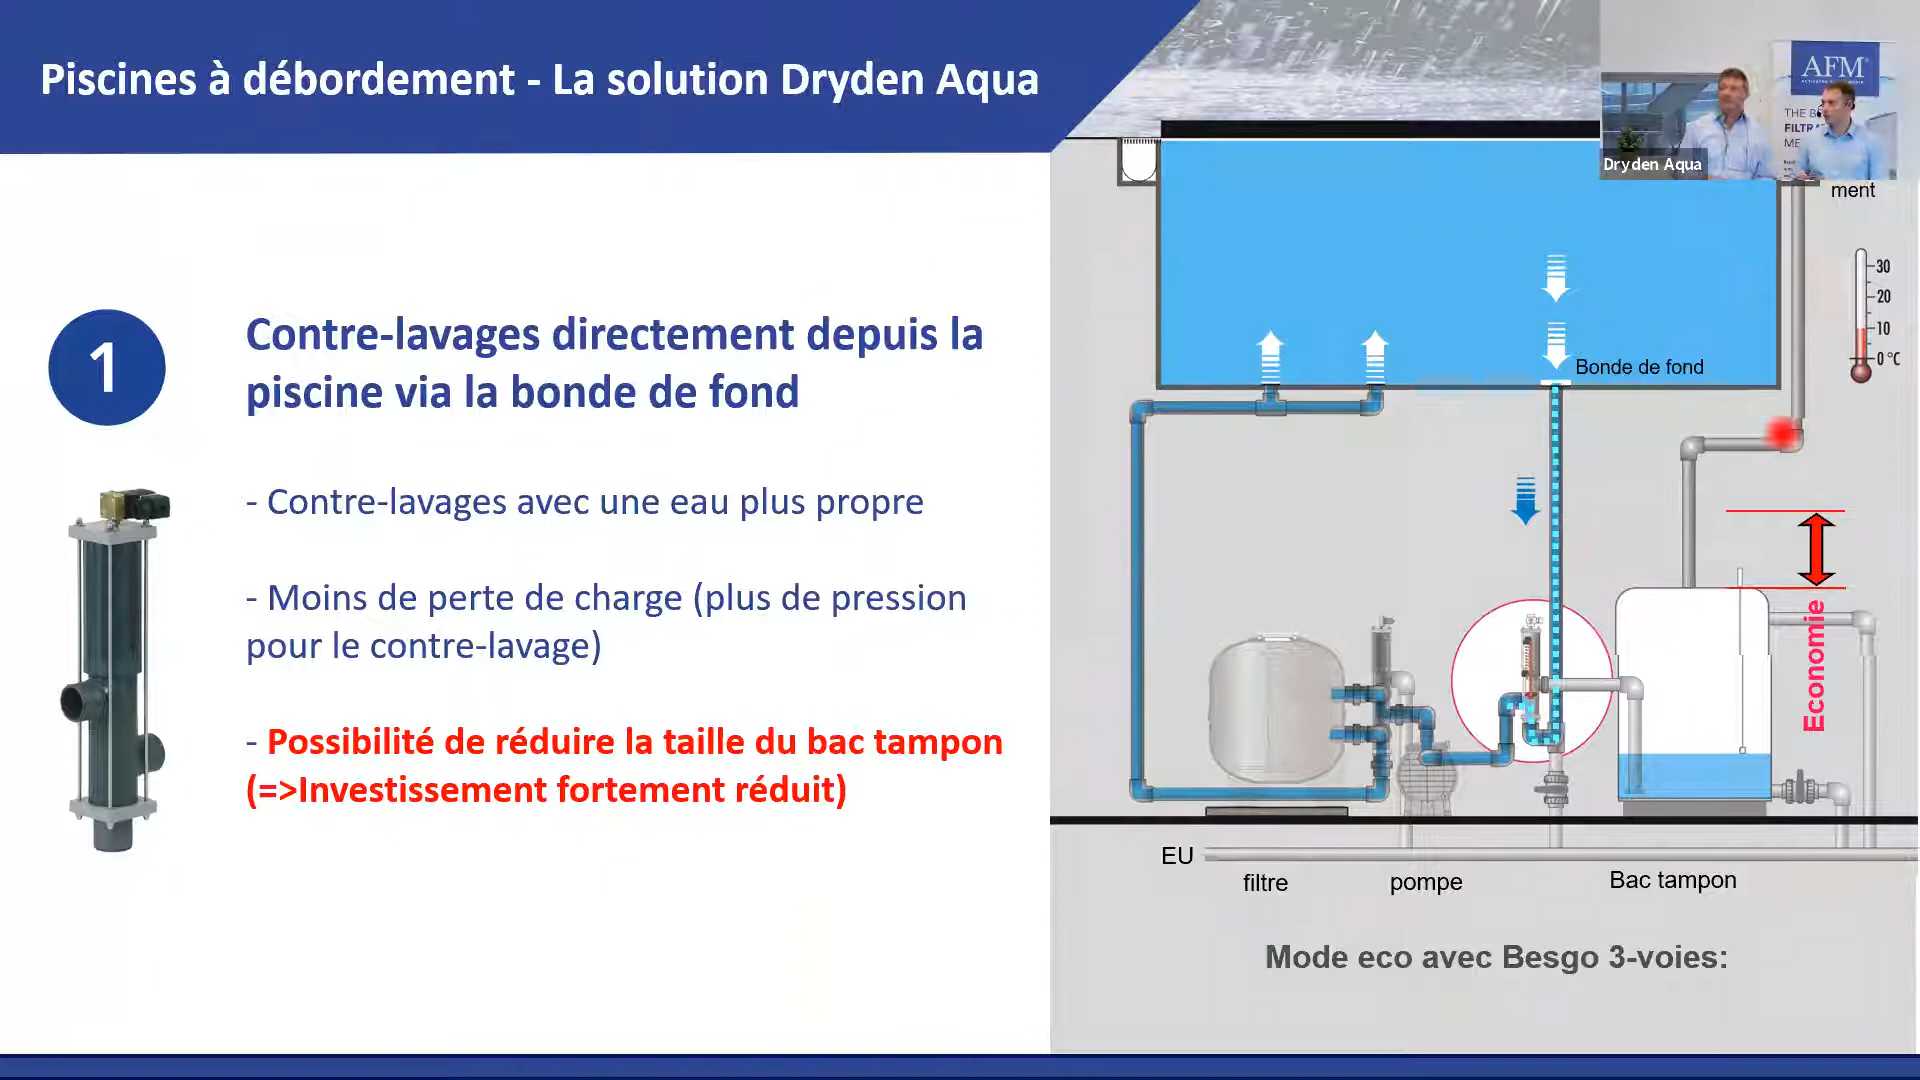 Piscines à débordement - La solution Dryden Aqua
AFM®
THE B
FILTR
ME
Dryden Aqua
ment
30
20
10
0 °C
1
Contre-lavages directement depuis la
piscine via la bonde de fond
- Contre-lavages avec une eau plus propre
- Moins de perte de charge (plus de pression
pour le contre-lavage)
- Possibilité de réduire la taille du bac tampon
(=>Investissement fortement réduit)
Bonde de fond
Economie
EU
filtre
pompe
Bac tampon
Mode eco avec Besgo 3-voies: